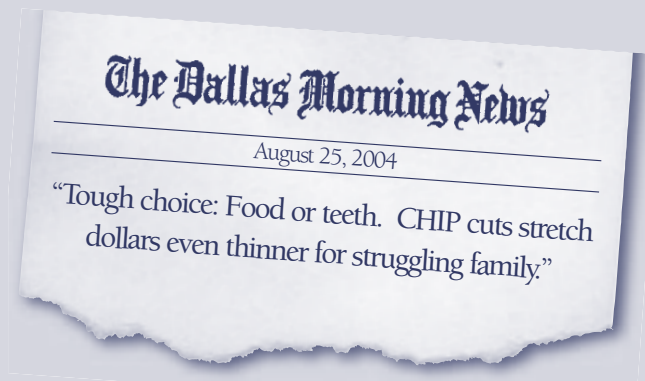 The Dallas Morning News
August 25, 2004
“Tough choice: Food or teeth.  CHIP cuts stretch
dollars even thinner for struggling family.”